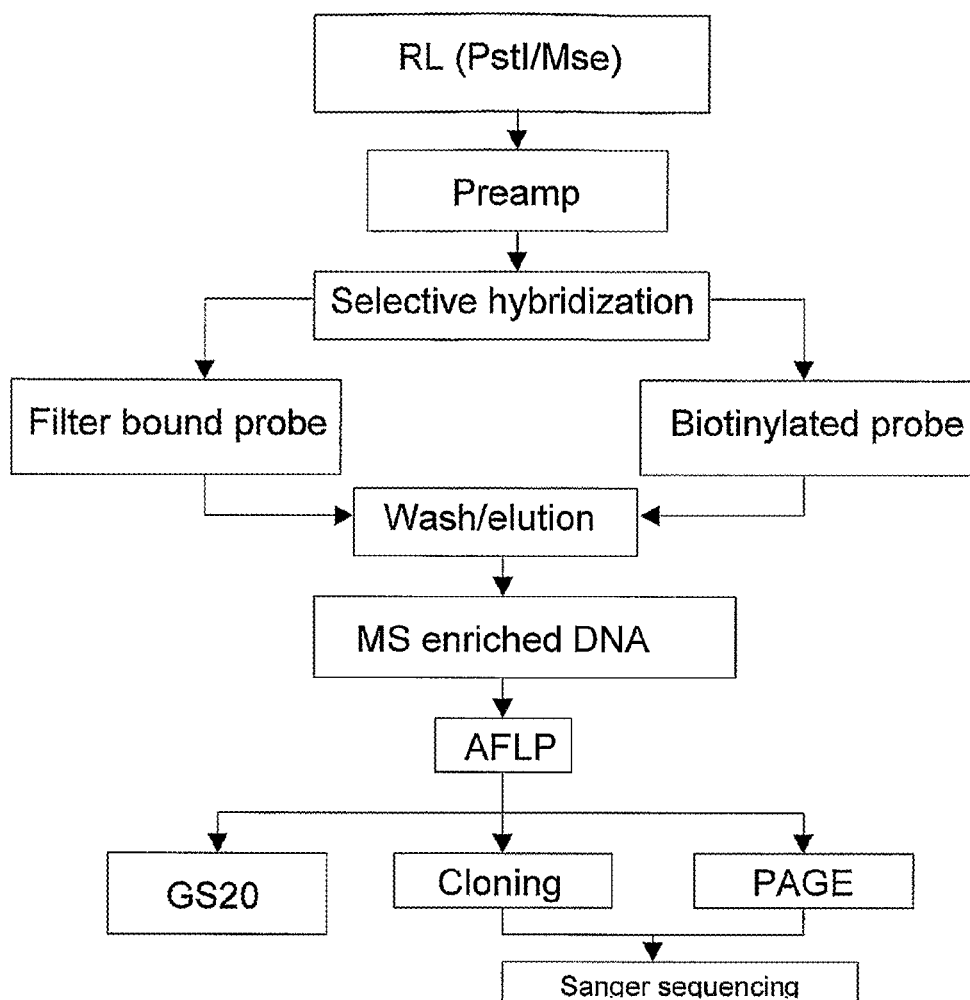 RL (PstI/Mse)
Preamp
Selective hybridization
Filter bound probe
Biotinylated probe
Wash/elution
MS enriched DNA
AFLP
GS20
Cloning
PAGE
Sanger sequencing